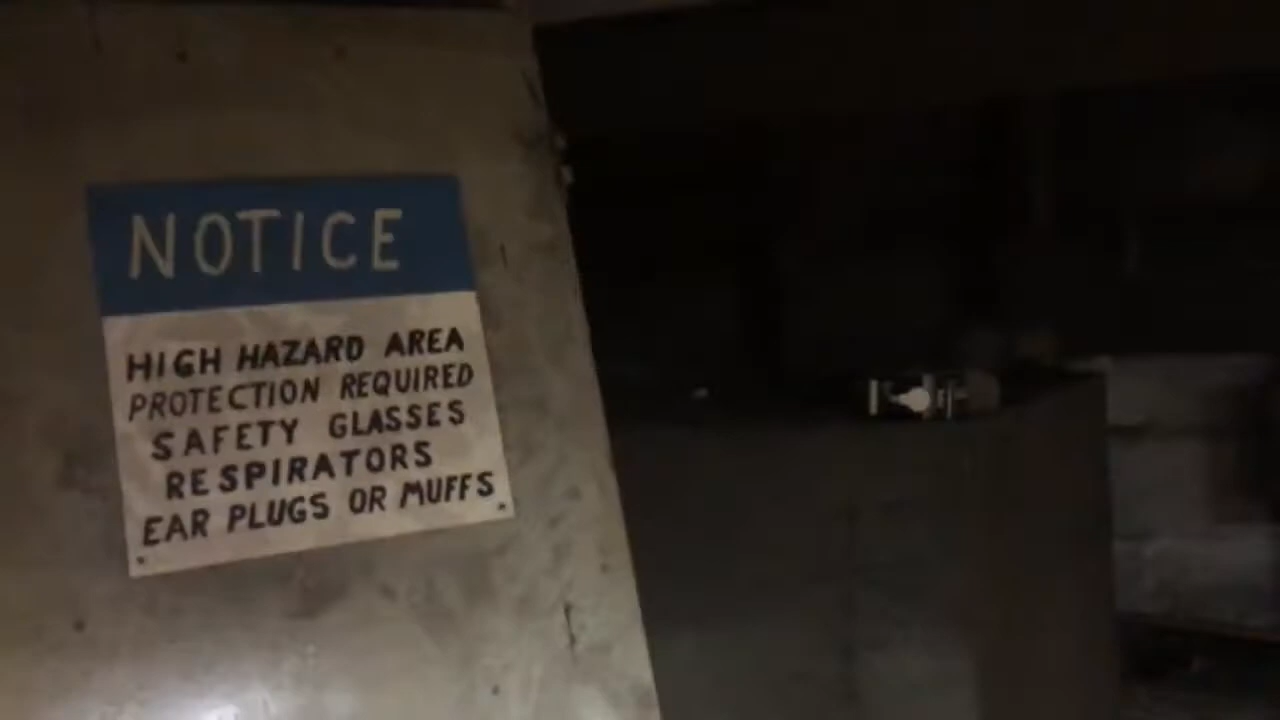 NOTICE
HIGH HAZARD AREA
PROTECTION REQUIRED
SAFETY GLASSES
RESPIRATORS
EAR PLUGS OR MUFFS